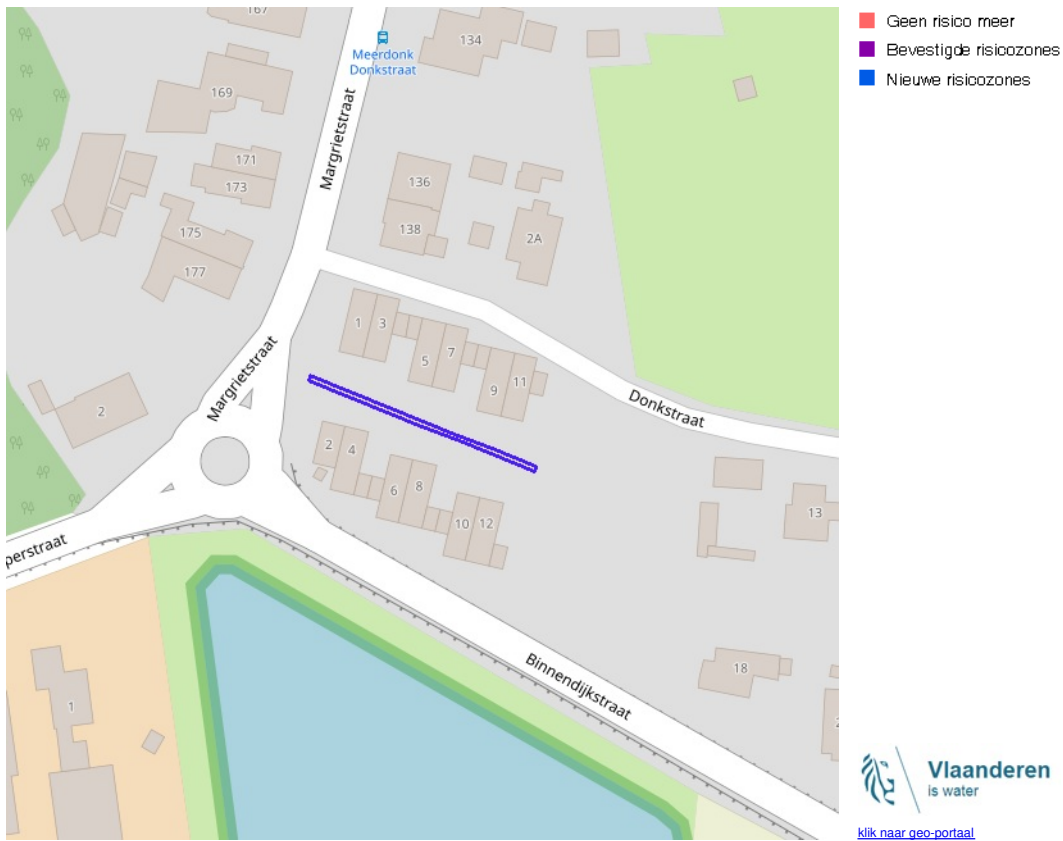 167
Meerdonk
Donkstraat
134
169
Margrietstraat
171
173
136
175
138
2A
177
1
3
5
7
9
11
Margrietstraat
Donkstraat
2
2
4
6
8
10
12
13
perstraat
Binnendijkstraat
18
1
2
Geen risico meer
Bevestigde risicozones
Nieuwe risicozones
Vlaanderen
is water
klik naar geo-portaal